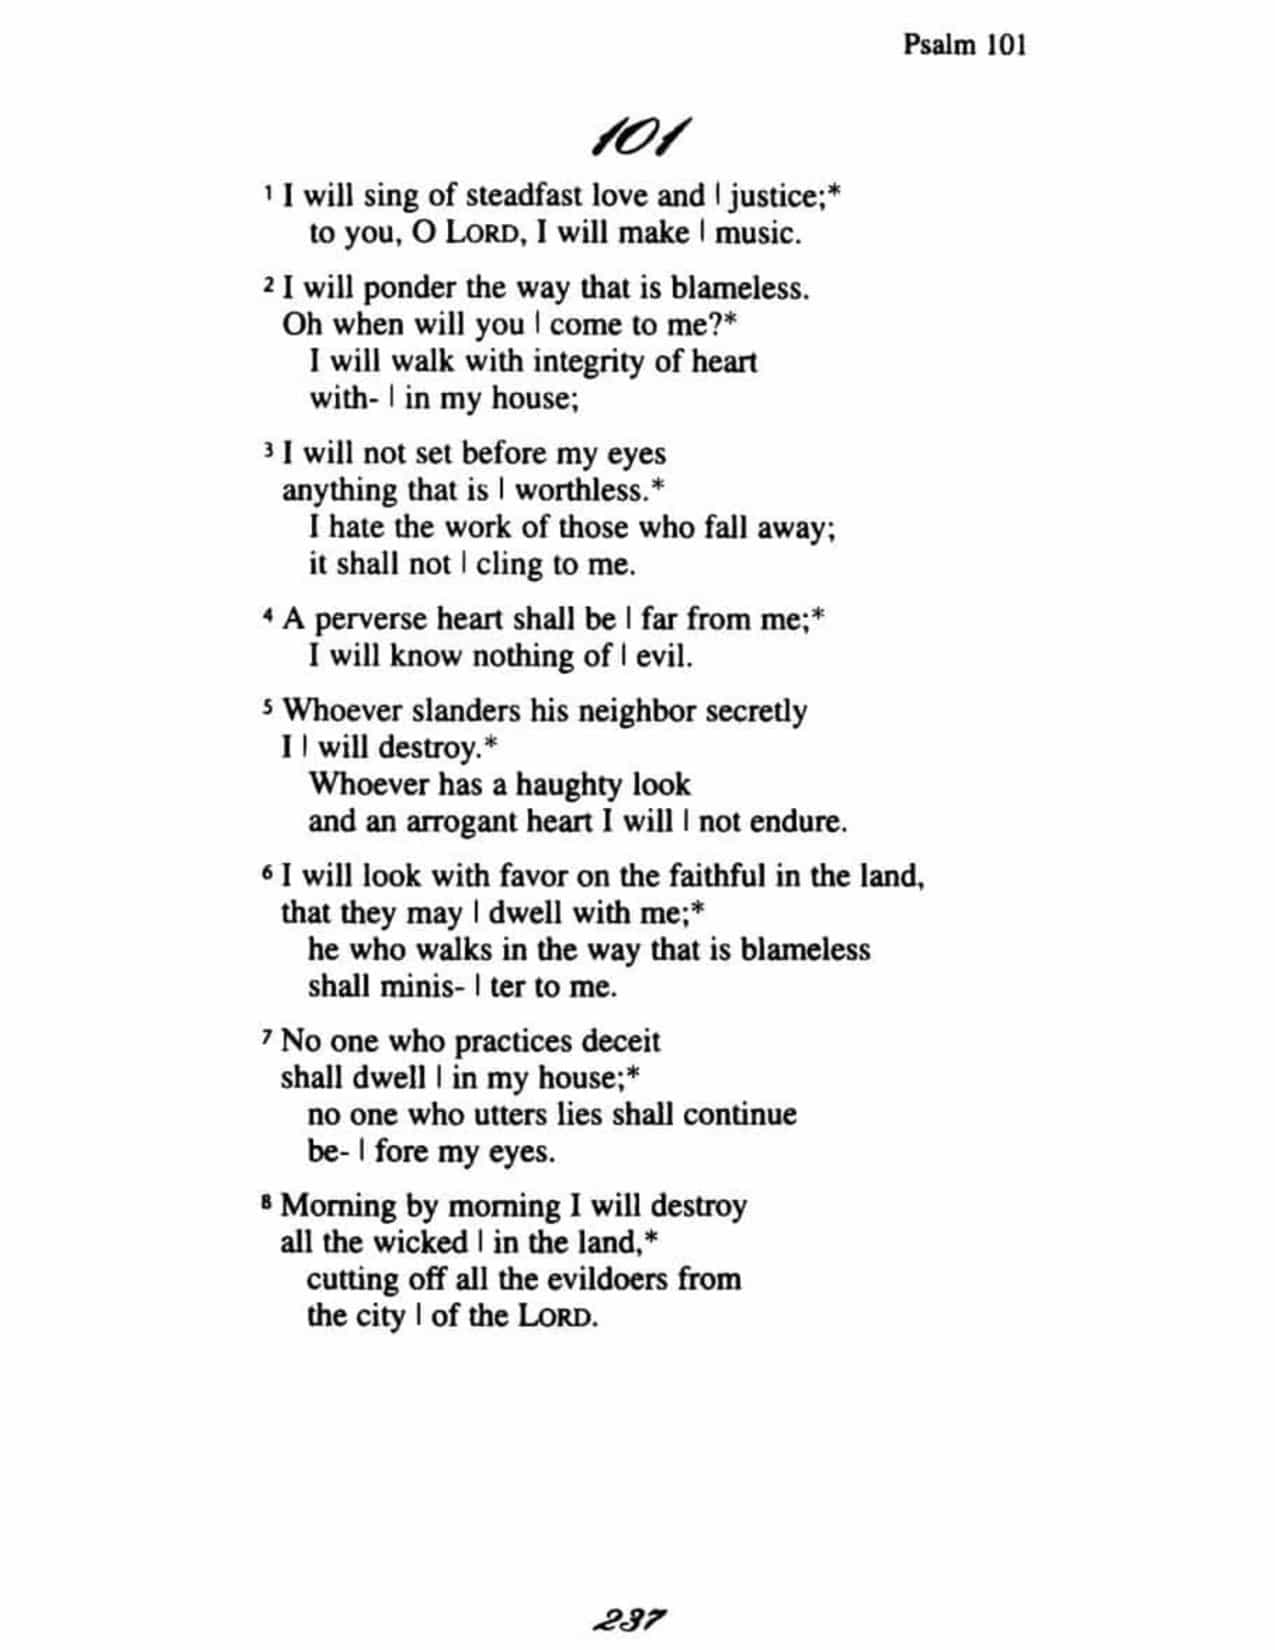 Psalm 101
101
1 I will sing of steadfast love and | justice;*
to you, O LORD, I will make | music.
2 I will ponder the way that is blameless.
Oh when will you | come to me?*
I will walk with integrity of heart
with- | in my house;
3 I will not set before my eyes
anything that is | worthless.*
I hate the work of those who fall away;
it shall not | cling to me.
4 A perverse heart shall be | far from me;*
I will know nothing of | evil.
5 Whoever slanders his neighbor secretly
I | will destroy.*
Whoever has a haughty look
and an arrogant heart I will | not endure.
6 I will look with favor on the faithful in the land,
that they may | dwell with me;*
he who walks in the way that is blameless
shall minis- | ter to me.
7 No one who practices deceit
shall dwell | in my house;*
no one who utters lies shall continue
be- | fore my eyes.
8 Morning by morning I will destroy
all the wicked | in the land,*
cutting off all the evildoers from
the city | of the LORD.
237